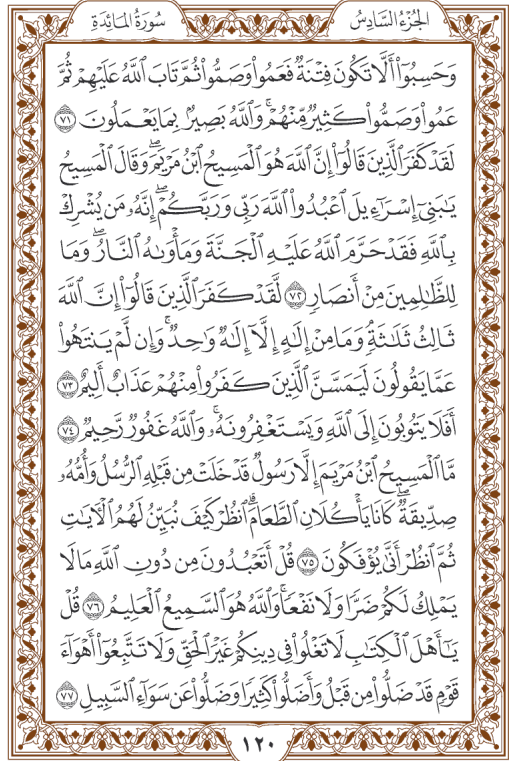 الجزء السادس
سورة المائدة
وَحَسِبُوٓاْ أَلَّا تَكُونَ فِتۡنَةٞ فَعَمُواْ وَصَمُّواْ ثُمَّ تَابَ ٱللَّهُ عَلَيۡهِمۡ ثُمَّ
عَمُواْ وَصَمُّواْ كَثِيرٞ مِّنۡهُمۡۚ وَٱللَّهُ بَصِيرُۢ بِمَا يَعۡمَلُونَ ٧١
لَقَدۡ كَفَرَ ٱلَّذِينَ قَالُوٓاْ إِنَّ ٱللَّهَ هُوَ ٱلۡمَسِيحُ ٱبۡنُ مَرۡيَمَۖ وَقَالَ ٱلۡمَسِيحُ
يَٰبَنِيٓ إِسۡرَٰٓءِيلَ ٱعۡبُدُواْ ٱللَّهَ رَبِّي وَرَبَّكُمۡۖ إِنَّهُۥ مَن يُشۡرِكۡ
بِٱللَّهِ فَقَدۡ حَرَّمَ ٱللَّهُ عَلَيۡهِ ٱلۡجَنَّةَ وَمَأۡوَىٰهُ ٱلنَّارُۖ وَمَا
لِلظَّٰلِمِينَ مِنۡ أَنصَارٖ ٧٢ لَّقَدۡ كَفَرَ ٱلَّذِينَ قَالُوٓاْ إِنَّ ٱللَّهَ
ثَالِثُ ثَلَٰثَةٖۘ وَمَا مِنۡ إِلَٰهٍ إِلَّآ إِلَٰهٞ وَٰحِدٞۚ وَإِن لَّمۡ يَنتَهُواْ
عَمَّا يَقُولُونَ لَيَمَسَّنَّ ٱلَّذِينَ كَفَرُواْ مِنۡهُمۡ عَذَابٌ أَلِيمٌ ٧٣
أَفَلَا يَتُوبُونَ إِلَى ٱللَّهِ وَيَسۡتَغۡفِرُونَهُۥۚ وَٱللَّهُ غَفُورٞ رَّحِيمٞ ٧٤
مَّا ٱلۡمَسِيحُ ٱبۡنُ مَرۡيَمَ إِلَّا رَسُولٞ قَدۡ خَلَتۡ مِن قَبۡلِهِ ٱلرُّسُلُ وَأُمُّهُۥ
صِدِّيقَةٞۖ كَانَا يَأۡكُلَانِ ٱلطَّعَامَۗ ٱنظُرۡ كَيۡفَ نُبَيِّنُ لَهُمُ ٱلۡأٓيَٰتِ
ثُمَّ ٱنظُرۡ أَنَّىٰ يُؤۡفَكُونَ ٧٥ قُلۡ أَتَعۡبُدُونَ مِن دُونِ ٱللَّهِ مَا لَا
يَمۡلِكُ لَكُمۡ ضَرّٗا وَلَا نَفۡعٗاۚ وَٱللَّهُ هُوَ ٱلسَّمِيعُ ٱلۡعَلِيمُ ٧٦ قُلۡ
يَٰٓأَهۡلَ ٱلۡكِتَٰبِ لَا تَغۡلُواْ فِي دِينِكُمۡ غَيۡرَ ٱلۡحَقِّ وَلَا تَتَّبِعُوٓاْ أَهۡوَآءَ
قَوۡمٖ قَدۡ ضَلُّواْ مِن قَبۡلُ وَأَضَلُّواْ كَثِيرٗا وَضَلُّواْ عَن سَوَآءِ ٱلسَّبِيلِ ٧٧
١٢٠